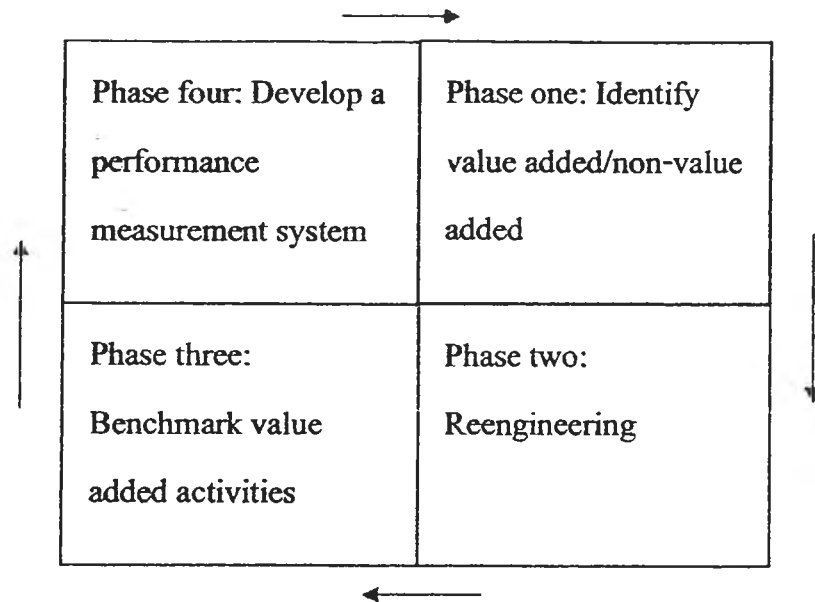 Phase four: Develop a
performance
measurement system
Phase one: Identify
value added/non-value
added
Phase three:
Benchmark value
added activities
Phase two:
Reengineering